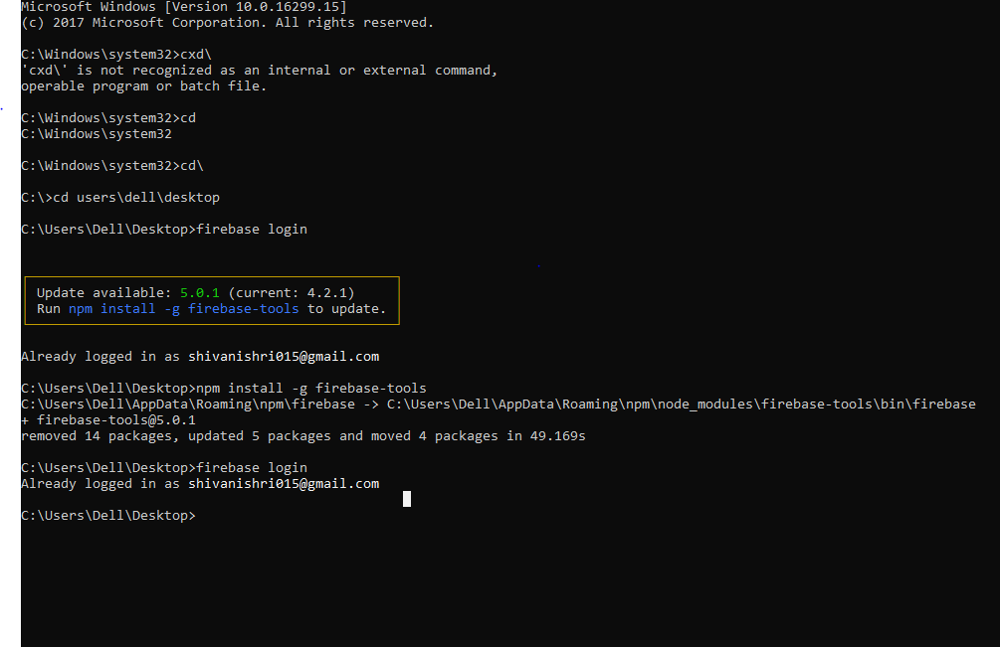 Microsoft Windows [Version 10.0.16299.15]
(c) 2017 Microsoft Corporation. All rights reserved.
C:\Windows\system32>cxd\
'cxd\' is not recognized as an internal or external command,
operable program or batch file.
C:\Windows\system32>cd
C:\Windows\system32
C:\Windows\system32>cd\
C:\>cd users\dell\desktop
C:\Users\Dell\Desktop>firebase login
Update available: 5.0.1 (current: 4.2.1)
Run npm install -g firebase-tools to update.
Already logged in as shivanishri015@gmail.com
C:\Users\Dell\Desktop>npm install -g firebase-tools
C:\Users\Dell\AppData\Roaming\npm\firebase -> C:\Users\Dell\AppData\Roaming\npm\node_modules\firebase-tools\bin\firebase
+ firebase-tools@5.0.1
removed 14 packages, updated 5 packages and moved 4 packages in 49.169s
C:\Users\Dell\Desktop>firebase login
Already logged in as shivanishri015@gmail.com
C:\Users\Dell\Desktop>